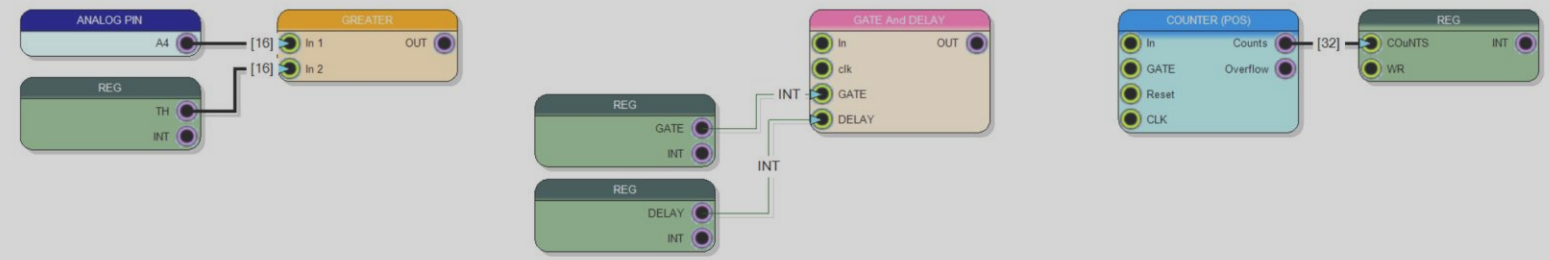 ANALOG PIN
A4
REG
TH
INT
[16]
[16]
GREATER
In 1 OUT
In 2
REG
GATE
INT
REG
DELAY
INT
INT
INT
GATE And DELAY
In OUT
clk
GATE
DELAY
COUNTER (POS)
In Counts
GATE Overflow
Reset
CLK
[32]
REG
COuNTS INT
WR